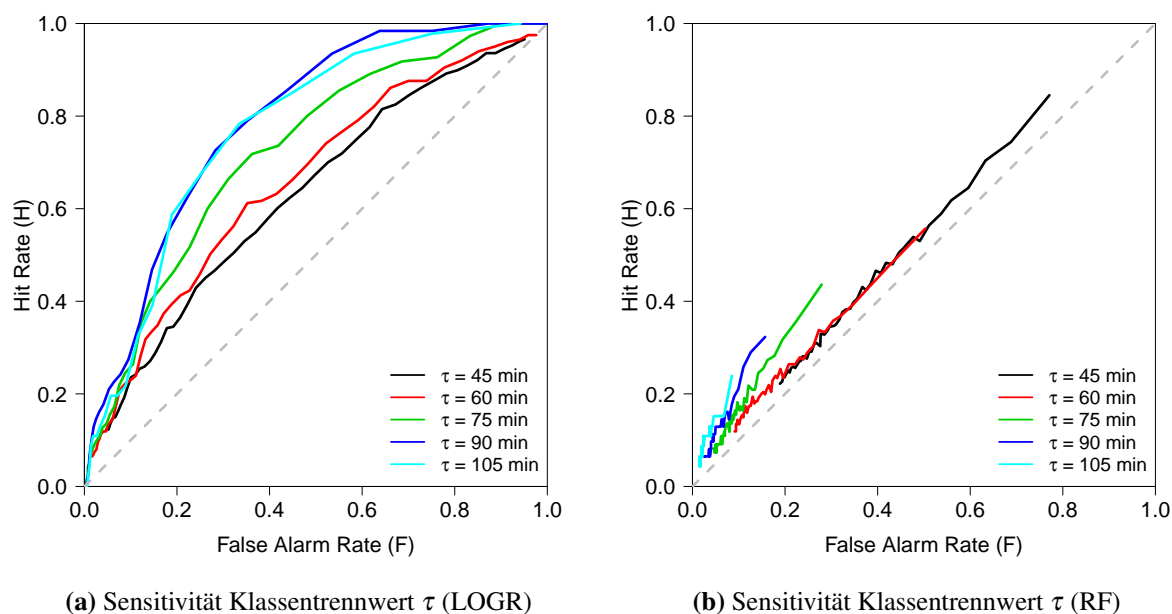 1.0
0.8
0.6
0.4
0.2
0.0
Hit Rate (H)
τ = 45 min
τ = 60 min
τ = 75 min
τ = 90 min
τ = 105 min
0.0 0.2 0.4 0.6 0.8 1.0
False Alarm Rate (F)
(a) Sensitivität Klassentrennwert τ (LOGR)
1.0
0.8
0.6
0.4
0.2
0.0
Hit Rate (H)
τ = 45 min
τ = 60 min
τ = 75 min
τ = 90 min
τ = 105 min
0.0 0.2 0.4 0.6 0.8 1.0
False Alarm Rate (F)
(b) Sensitivität Klassentrennwert τ (RF)